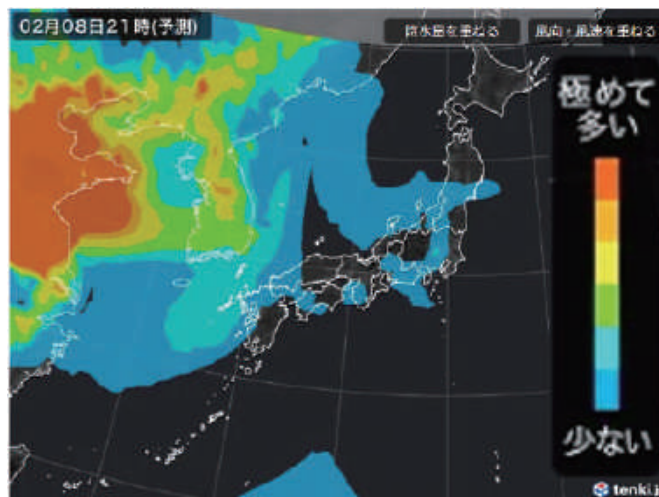 02月08日21時(予測)
降水量を重ねる
風向・風速を重ねる
極めて
多い
少ない
tenki.j